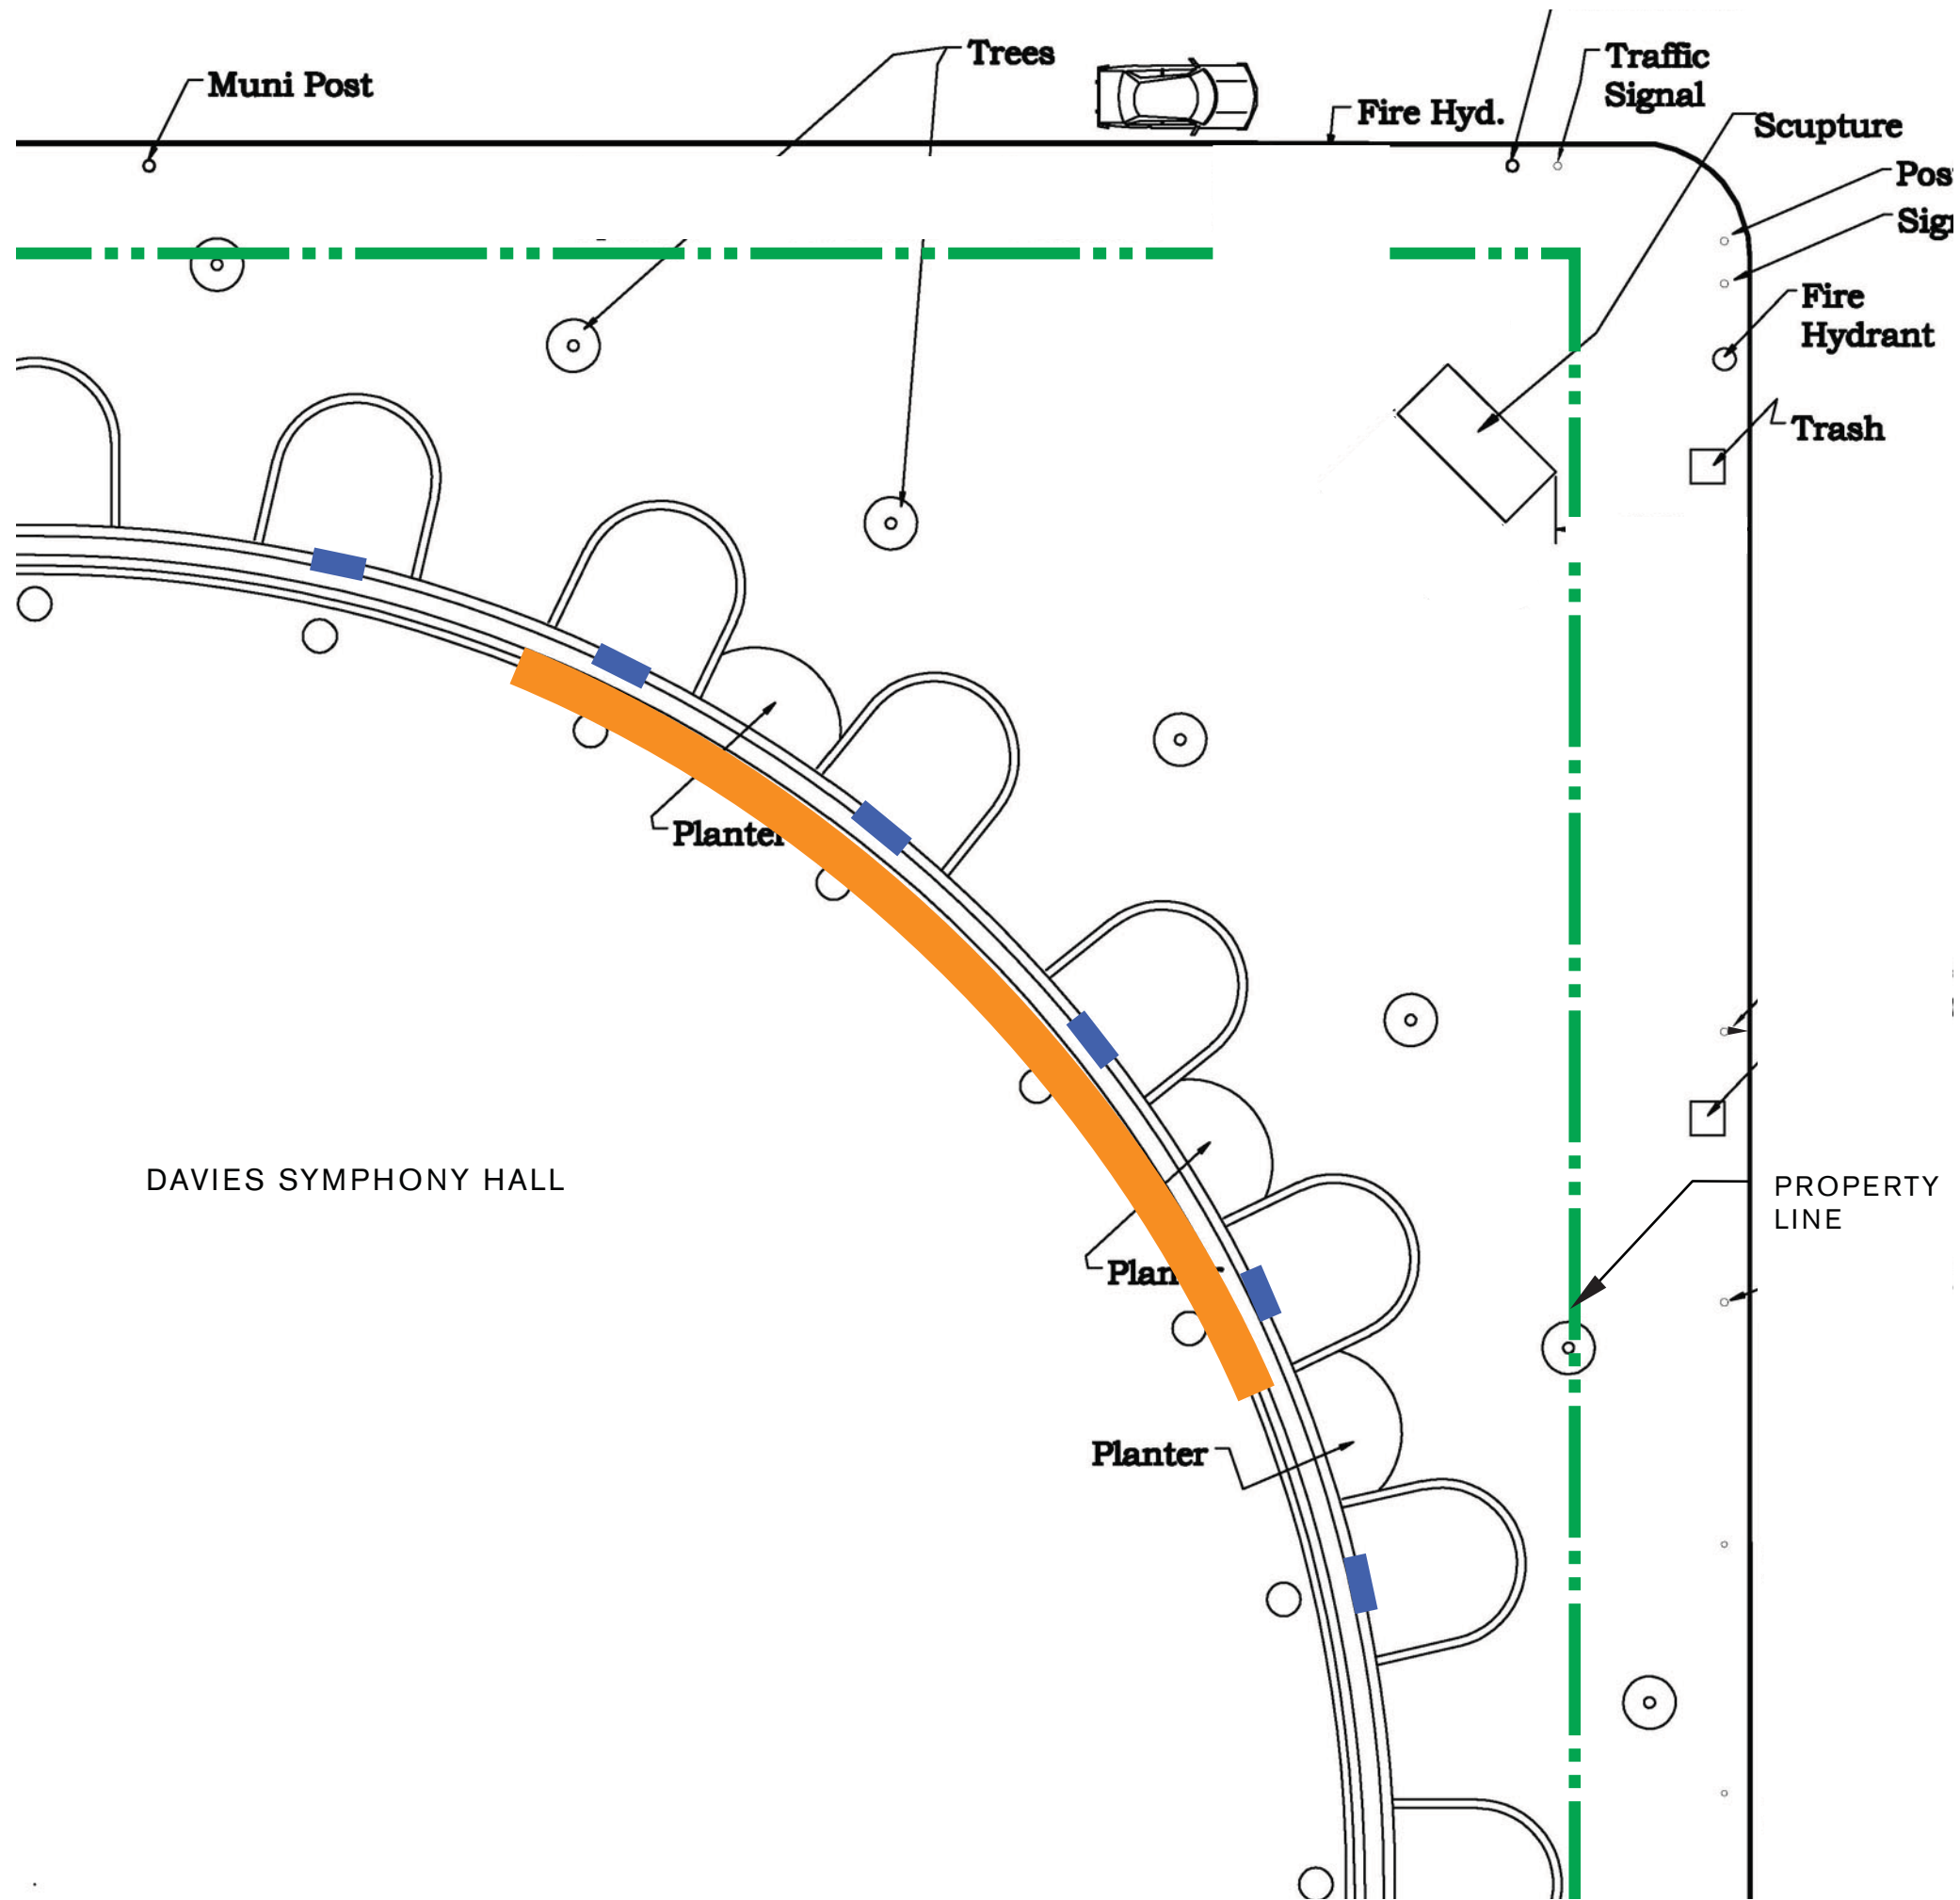 Trees
Traffic
Signal
Muni Post
Fire Hyd.
Scupture
Fire
Hydrant
Trash
Planter
DAVIES SYMPHONY HALL
PROPERTY
LINE
Planter